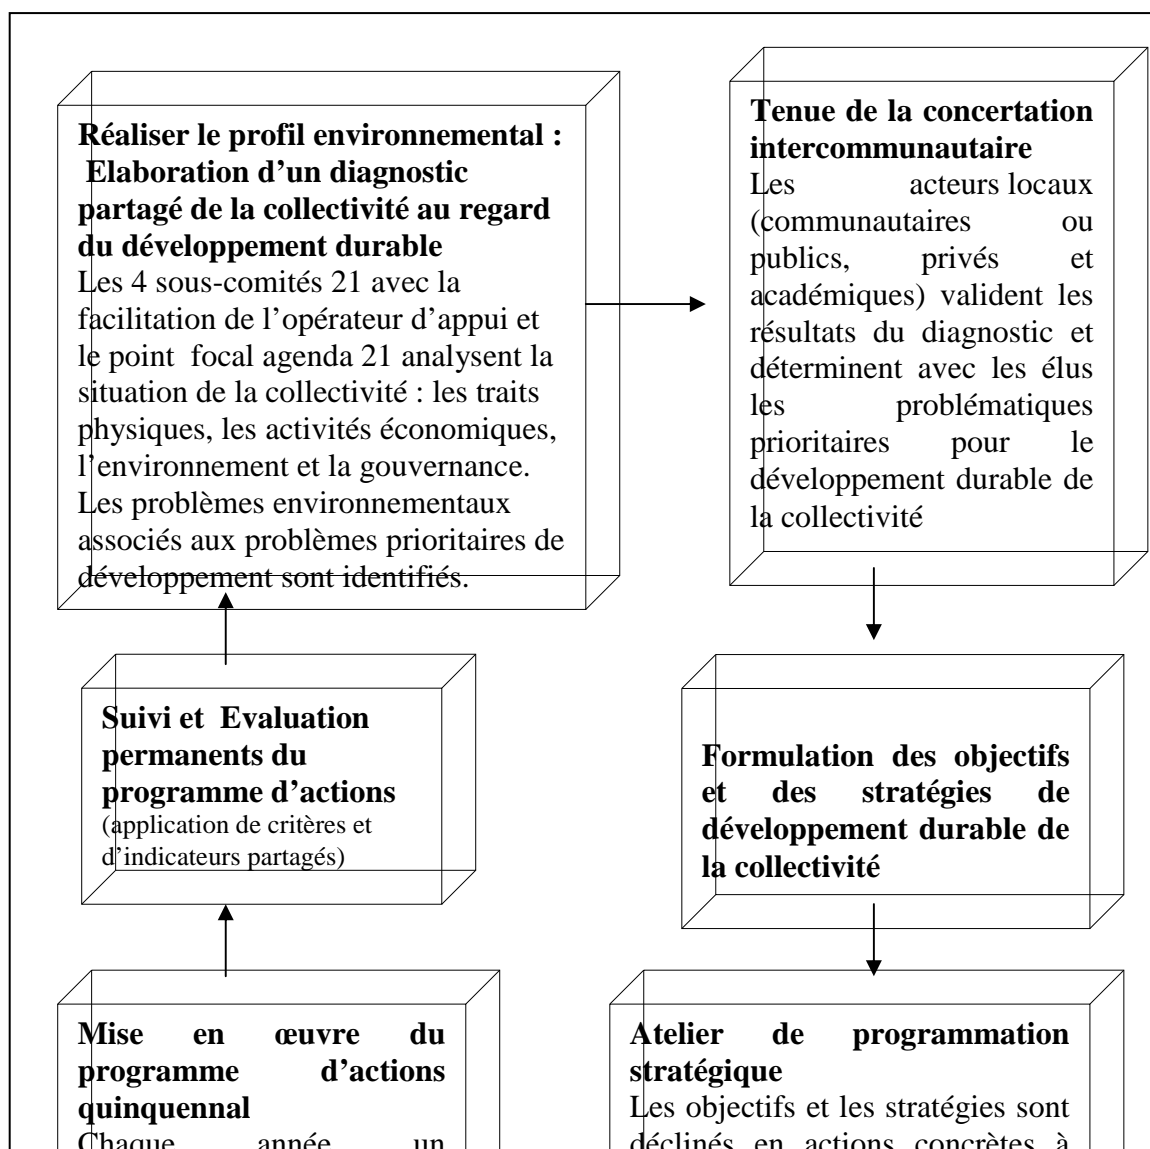 Réaliser le profil environnemental :
Elaboration d’un diagnostic
partagé de la collectivité au regard
du développement durable
Les 4 sous-comités 21 avec la
facilitation de l’opérateur d’appui et
le point focal agenda 21 analysent la
situation de la collectivité : les traits
physiques, les activités économiques,
l’environnement et la gouvernance.
Les problèmes environnementaux
associés aux problèmes prioritaires de
développement sont identifiés.
Tenue de la concertation
intercommunautaire
Les acteurs locaux
(communautaires ou
publics, privés et
académiques) valident les
résultats du diagnostic et
déterminent avec les élus
les problématiques
prioritaires pour le
développement durable de
la collectivité
Suivi et Evaluation
permanents du
programme d’actions
(application de critères et
d’indicateurs partagés)
Formulation des objectifs
et des stratégies de
développement durable de
la collectivité
Mise en œuvre du
programme d’actions
quinquennal
Chaque année un
Atelier de programmation
stratégique
Les objectifs et les stratégies sont
déclinés en actions concrètes à